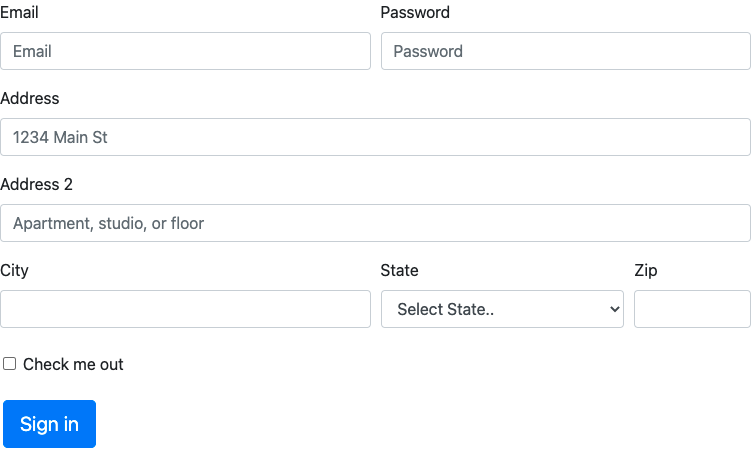 Email Password
Email Password
Address
1234 Main St
Address 2
Apartment, studio, or floor
City State Zip
Select State..
Check me out
Sign in